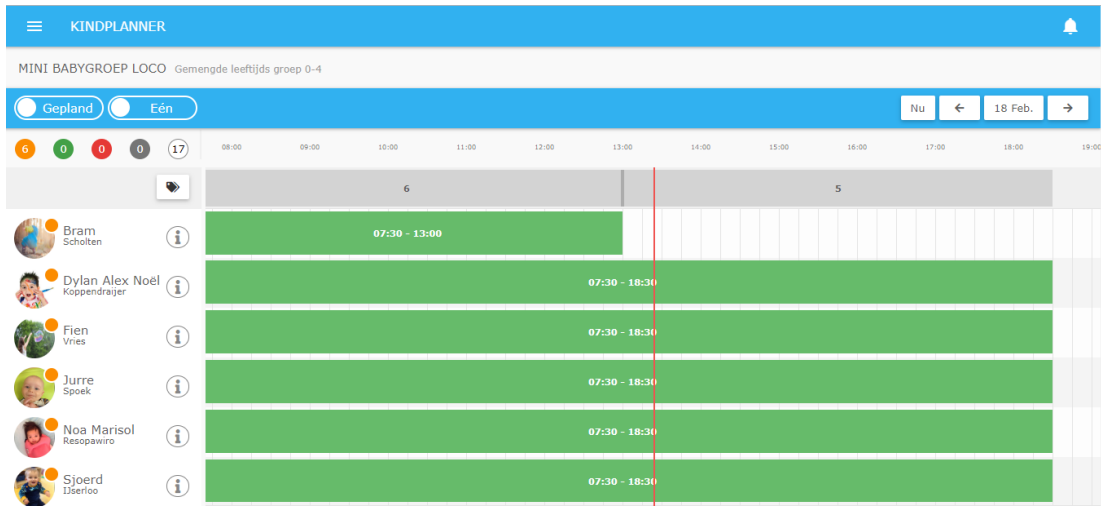 KINDPLANNER
MINI BABYGROEP LOCO Gemengde leeftijds groep 0-4
Gepland Eén Nu 18 Feb.
6 0 0 0 17 08:00 09:00 10:00 11:00 12:00 13:00 14:00 15:00 16:00 17:00 18:00 19:00
6 5
Bram
Scholten
07:30 - 13:00
Dylan Alex Noël
Koppendraijer
07:30 - 18:30
Fien
Vries
07:30 - 18:30
Jurre
Spoek
07:30 - 18:30
Noa Marisol
Resopawiro
07:30 - 18:30
Sjoerd
IJserloo
07:30 - 18:30